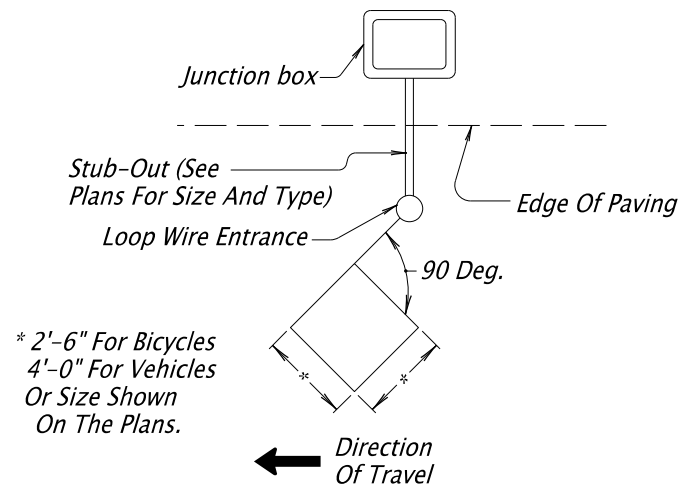 Junction box
Stub-Out (See
Plans For Size And Type)
Edge Of Paving
Loop Wire Entrance
90 Deg.
* 2'-6" For Bicycles
4'-0" For Vehicles
Or Size Shown
On The Plans.
*
*
Direction
Of Travel